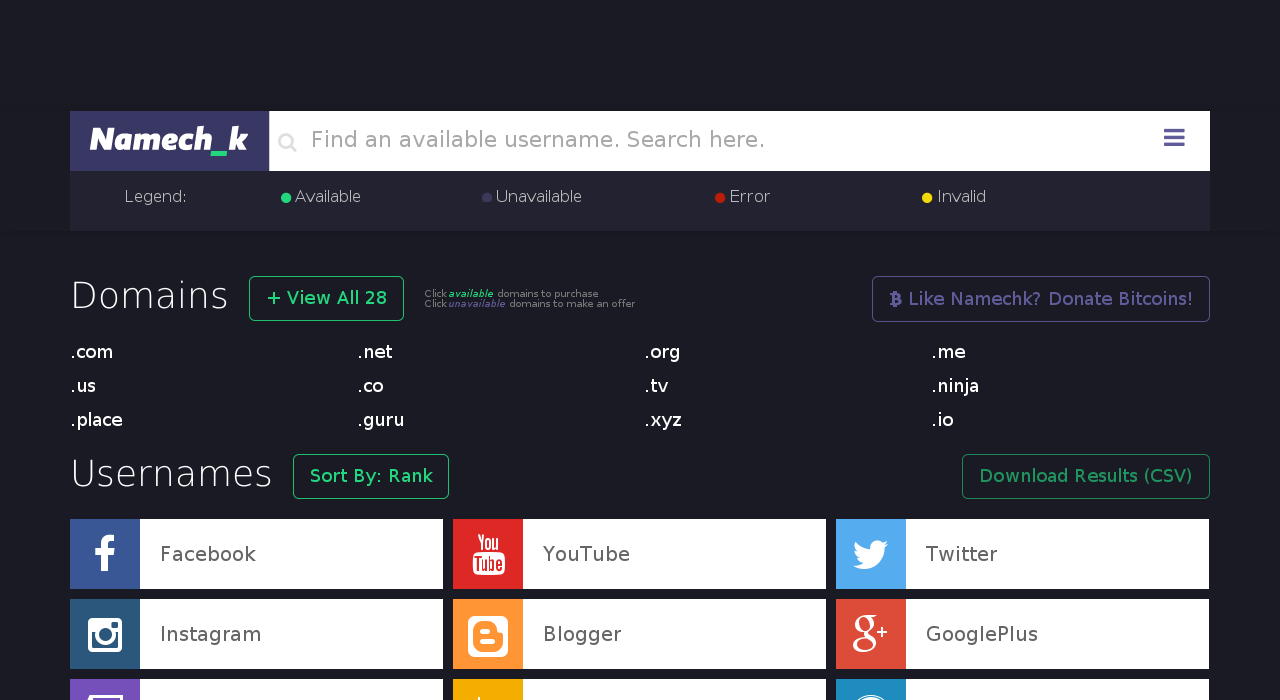 Namech_k
Find an available username. Search here.
Legend: Available Unavailable Error Invalid
Domains + View All 28 Click available domains to purchase
Click unavailable domains to make an offer
Like Namechk? Donate Bitcoins!
.com .net .org .me
.us .co .tv .ninja
.place .guru .xyz .io
Usernames Sort By: Rank Download Results (CSV)
Facebook You Tube YouTube Twitter
Instagram Blogger g+ GooglePlus